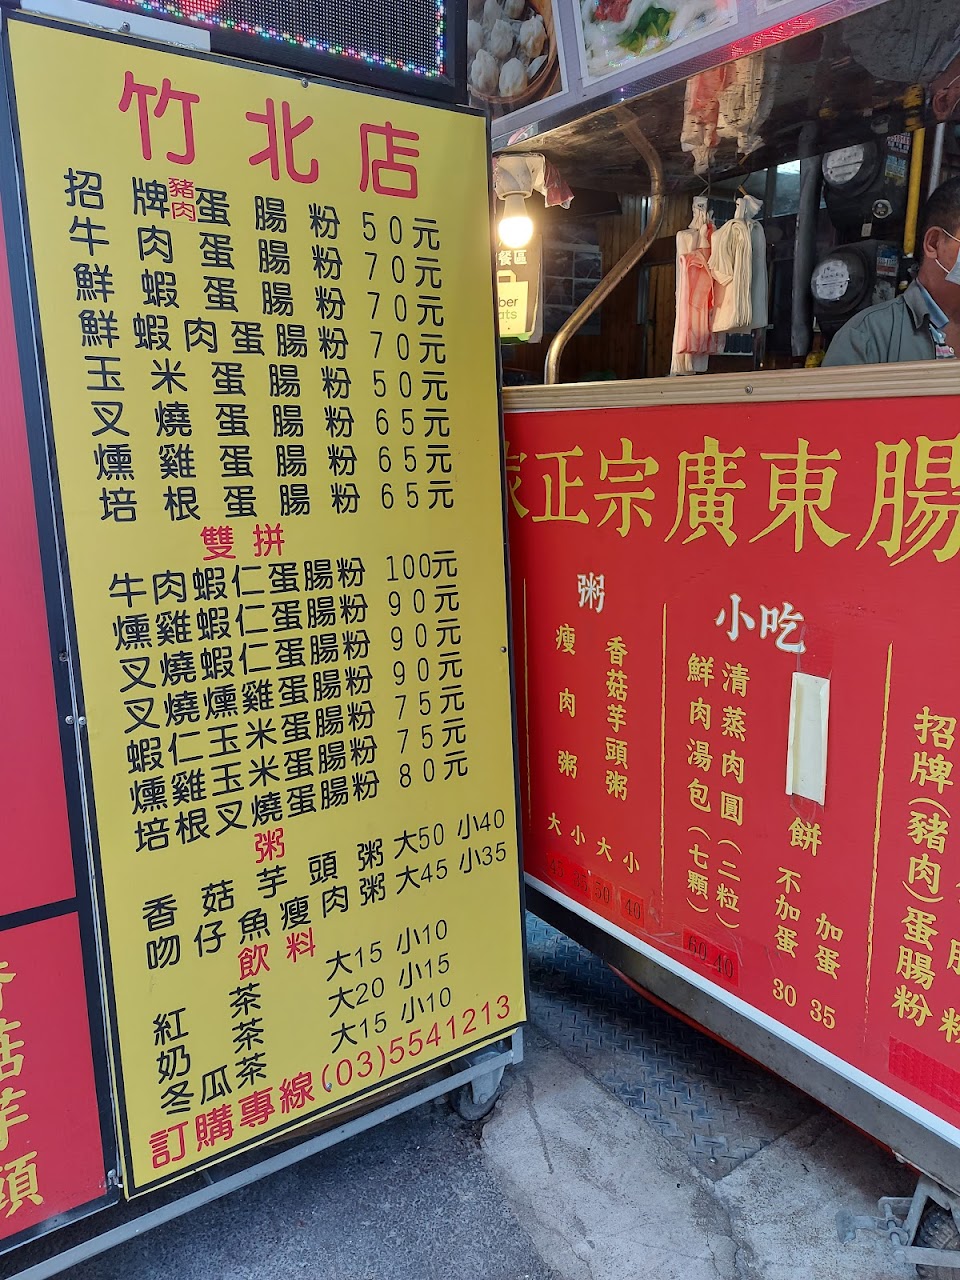 竹北店
招牌豬肉蛋腸粉 50元
牛肉蛋腸粉 70元
鮮蝦蛋腸粉 70元
鮮蝦肉蛋腸粉 70元
玉米蛋腸粉 50元
叉燒蛋腸粉 65元
燻雞蛋腸粉 65元
培根蛋腸粉 65元
雙拼
牛肉蝦仁蛋腸粉 100元
燻雞蝦仁蛋腸粉 90元
叉燒蝦仁蛋腸粉 90元
叉燒燻雞蛋腸粉 90元
蝦仁玉米蛋腸粉 75元
燻雞玉米蛋腸粉 75元
培根叉燒蛋腸粉 80元
粥
香菇芋頭粥 大50 小40
吻仔魚瘦肉粥 大45 小35
飲料
紅茶 大15 小10
奶茶 大20 小15
冬瓜茶 大15 小10
訂購專線(03)5541213
餐區
正宗廣東腸
粥
瘦肉粥 大 小 45 35
香菇芋頭粥 大 小 50 40
小吃
鮮肉湯包(七顆) 60
清蒸肉圓(二粒) 40
餅
不加蛋 30
加蛋 35
招牌(豬肉)蛋腸粉
菇芋頭